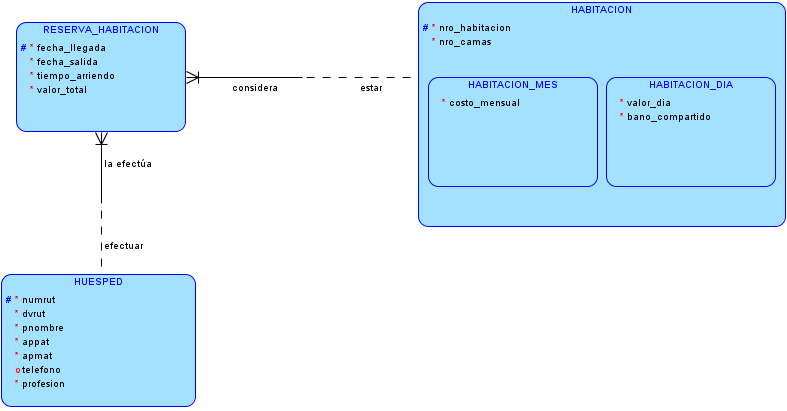 RESERVA_HABITACION
# * fecha_llegada
* fecha_salida
* tiempo_arriendo
* valor_total
considera
estar
HABITACION
# * nro_habitacion
* nro_camas
HABITACION_MES
* costo_mensual
HABITACION_DIA
* valor_dia
* bano_compartido
la efectúa
efectuar
HUESPED
# * numrut
* dvrut
* pnombre
* appat
* apmat
o telefono
* profesion